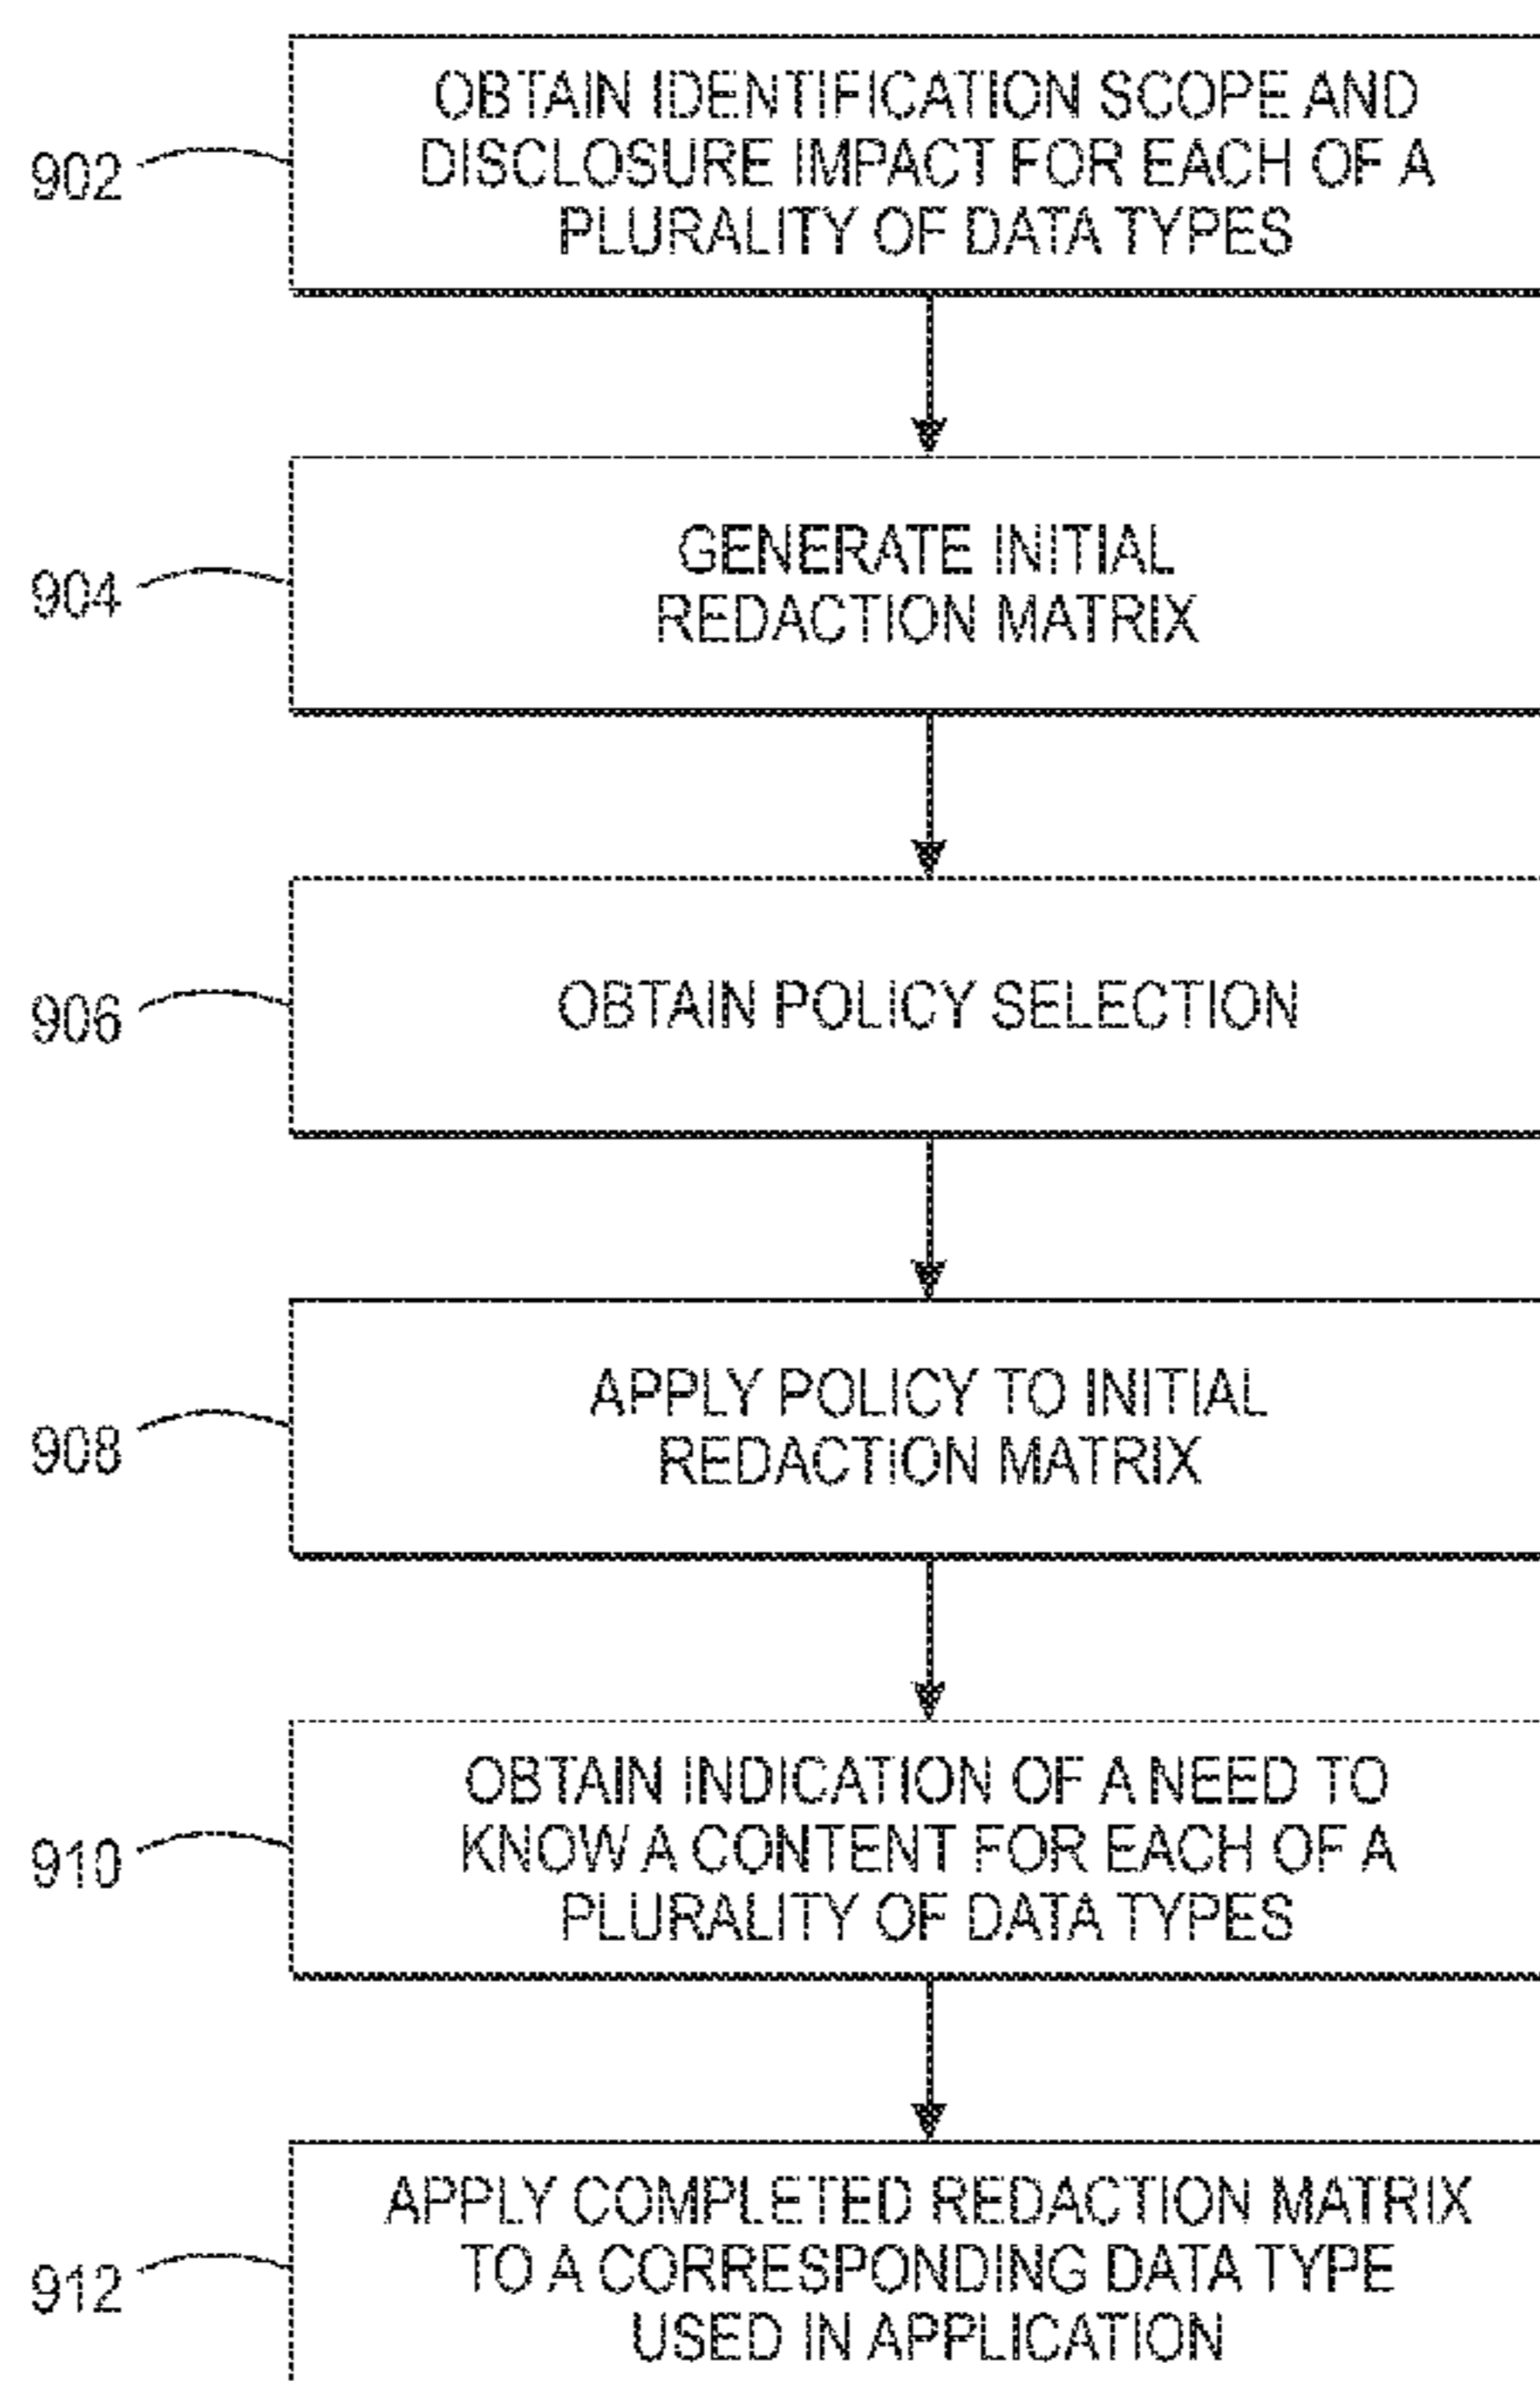 OBTAIN IDENTIFICATION SCOPE AND
DISCLOSURE IMPACT FOR EACH OF A
PLURALITY OF DATA TYPES
902
GENERATE INITIAL
REDACTION MATRIX
904
OBTAIN POLICY SELECTION
906
APPLY POLICY TO INITIAL
REDACTION MATRIX
908
OBTAIN INDICATION OF A NEED TO
KNOW A CONTENT FOR EACH OF A
PLURALITY OF DATA TYPES
910
APPLY COMPLETED REDACTION MATRIX
TO A CORRESPONDING DATA TYPE
USED IN APPLICATION
912